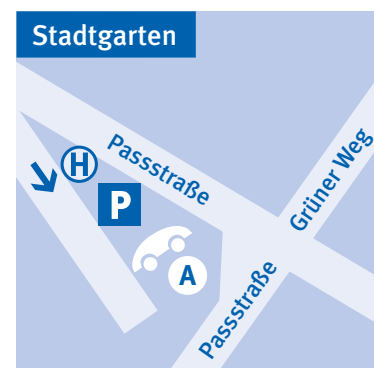 Stadtgarten
Passstraße
Grüner Weg
H
P
A
Passstraße